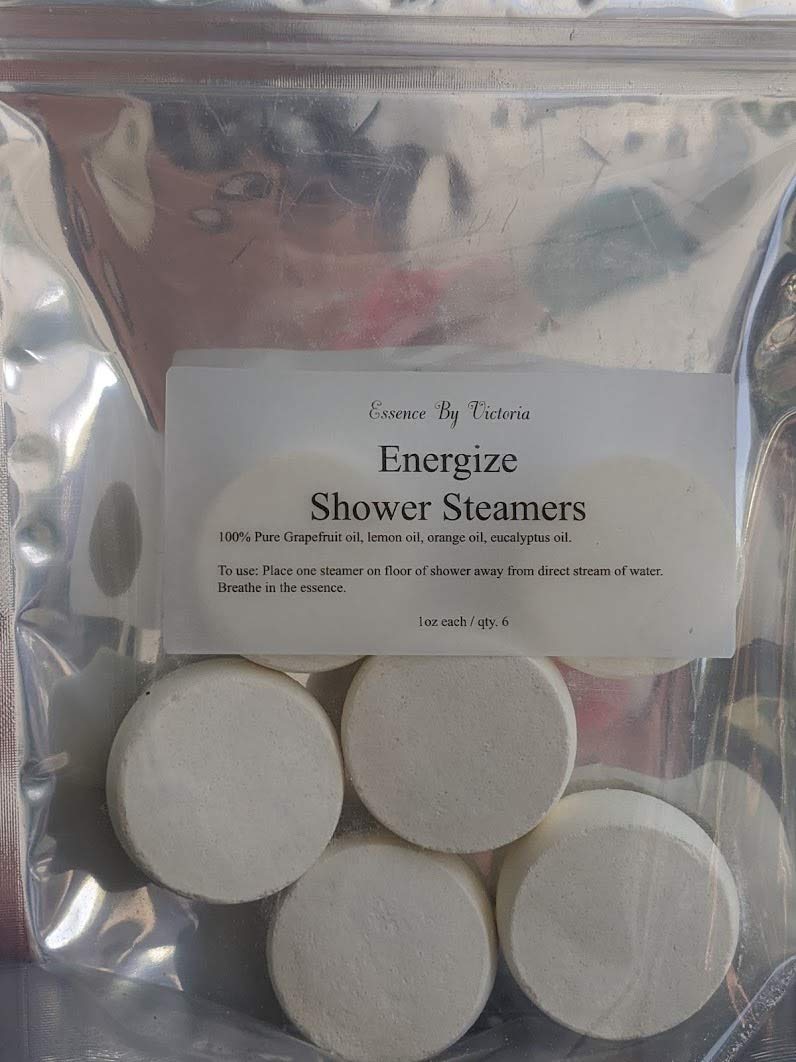 Essence By Victoria
Energize
Shower Steamers
100% Pure Grapefruit oil, lemon oil, orange oil, eucalyptus oil.
To use: Place one steamer on floor of shower away from direct stream of water.
Breathe in the essence.
1oz each / qty. 6